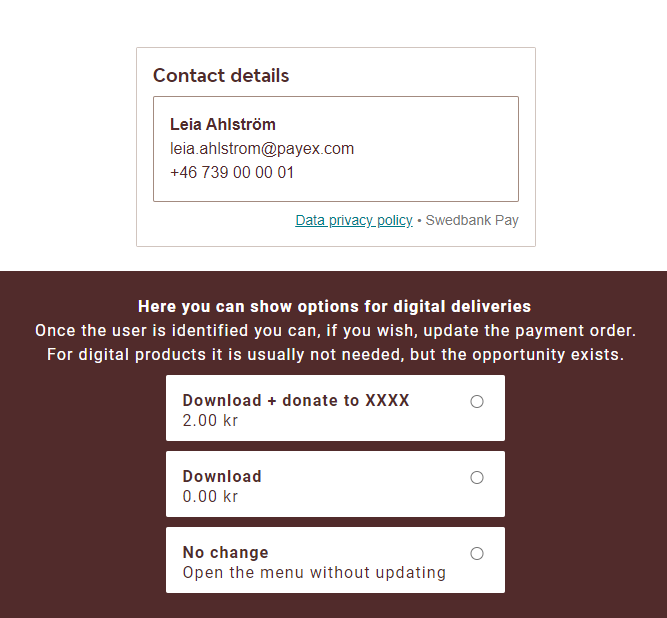 Contact details
Leia Ahlström
leia.ahlstrom@payex.com
+46 739 00 00 01
Data privacy policy • Swedbank Pay
Here you can show options for digital deliveries
Once the user is identified you can, if you wish, update the payment order.
For digital products it is usually not needed, but the opportunity exists.
Download + donate to XXXX
2.00 kr
Download
0.00 kr
No change
Open the menu without updating